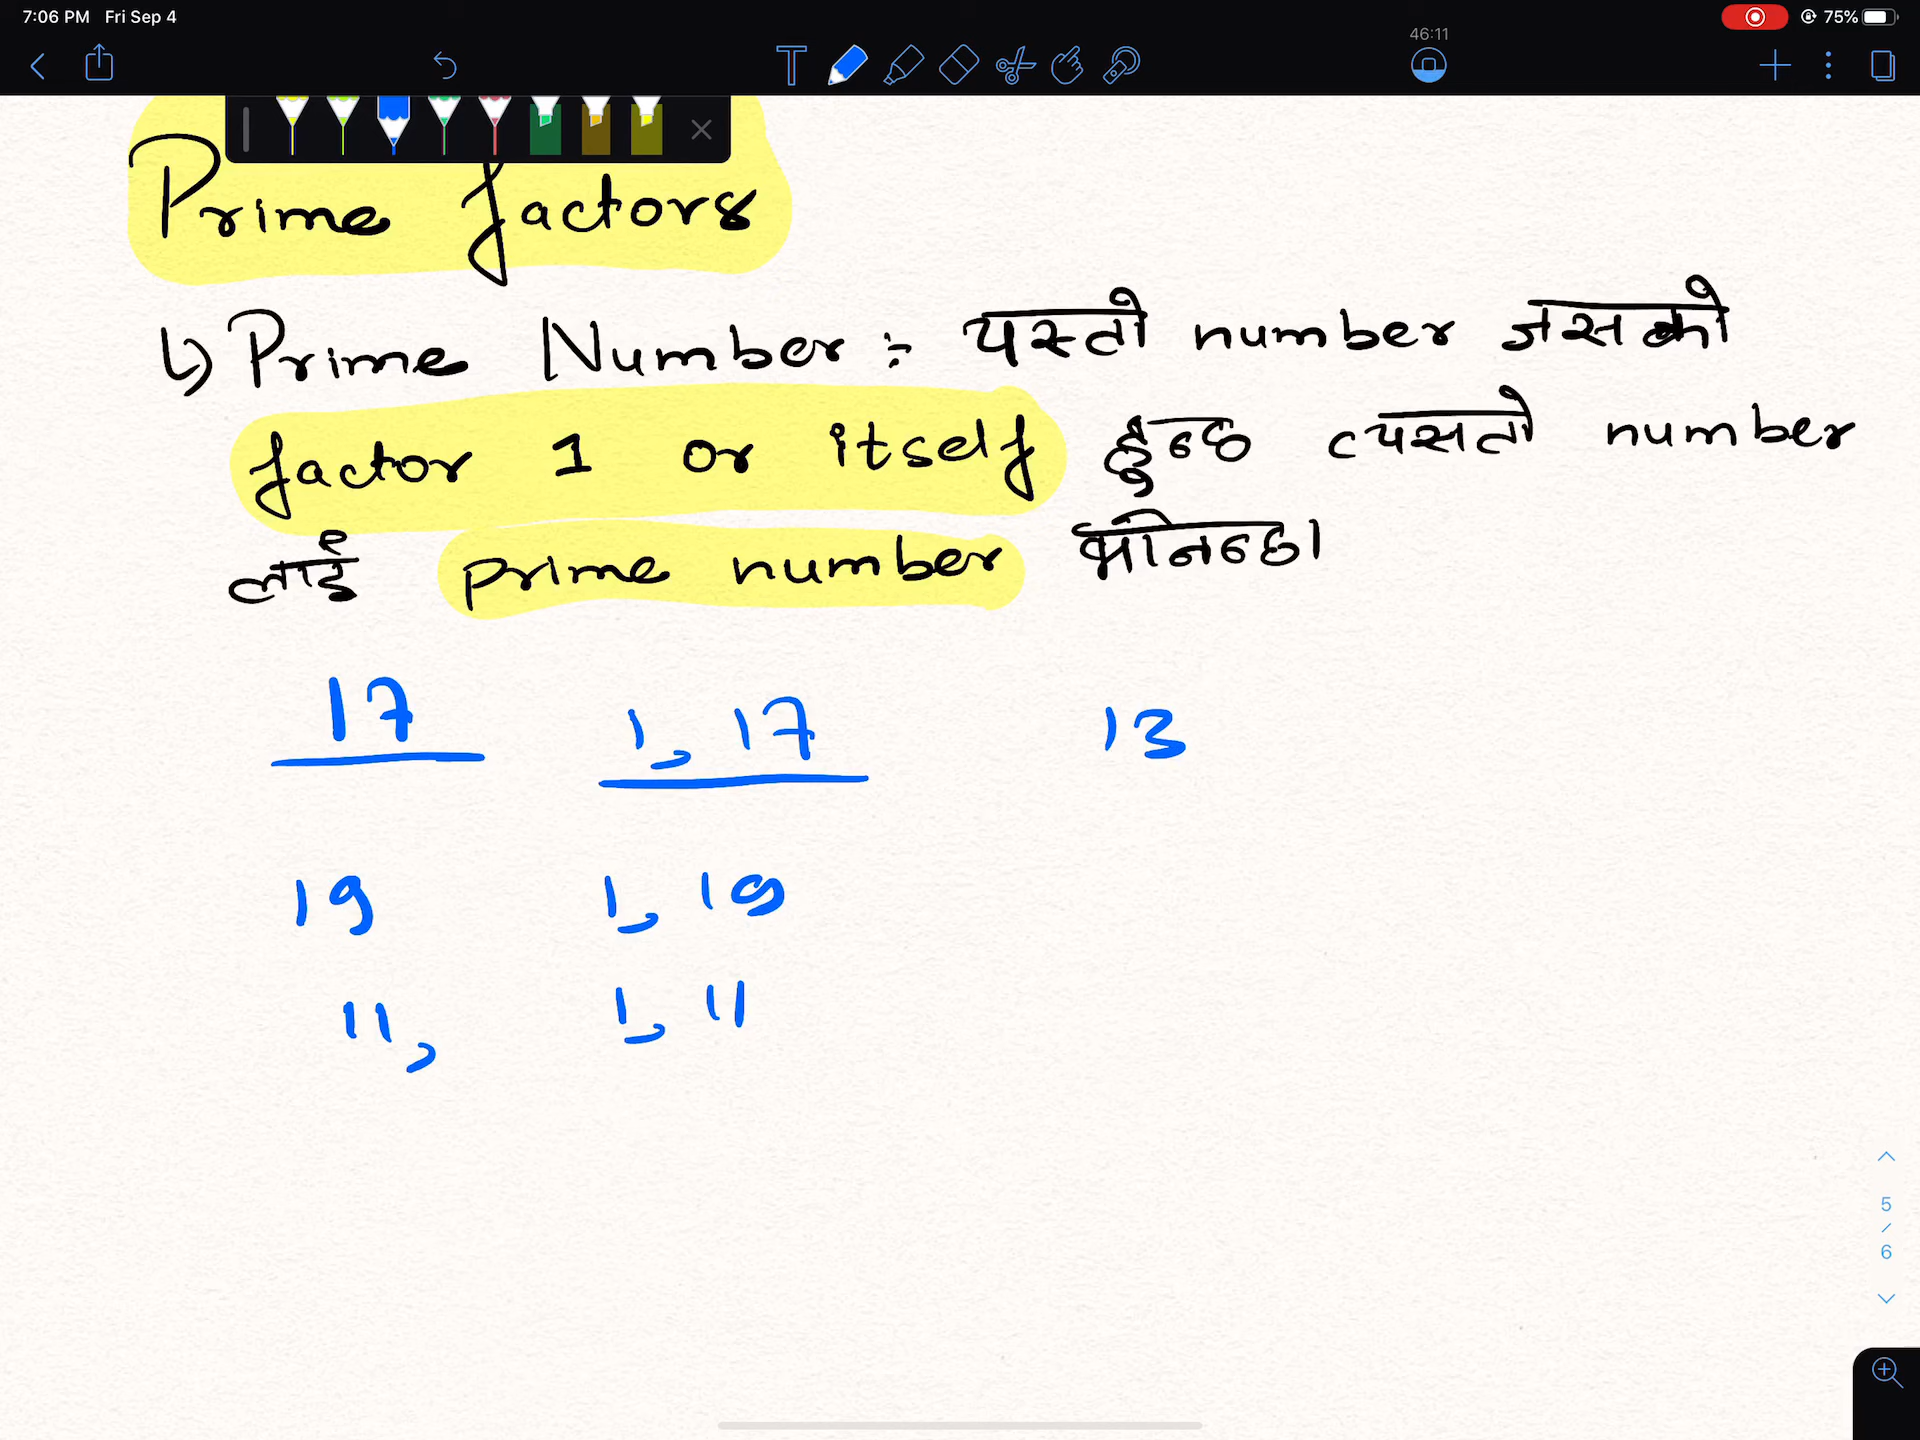 7:06 PM Fri Sep 4
75%
46:11
Prime factors
↳ Prime Number :- यस्तो number जसको
factor 1 or itself हुन्छ त्यस्तो number
लाई prime number भनिन्छ।
17 1, 17 13
19 1, 19
11, 1, 11
5
/
6